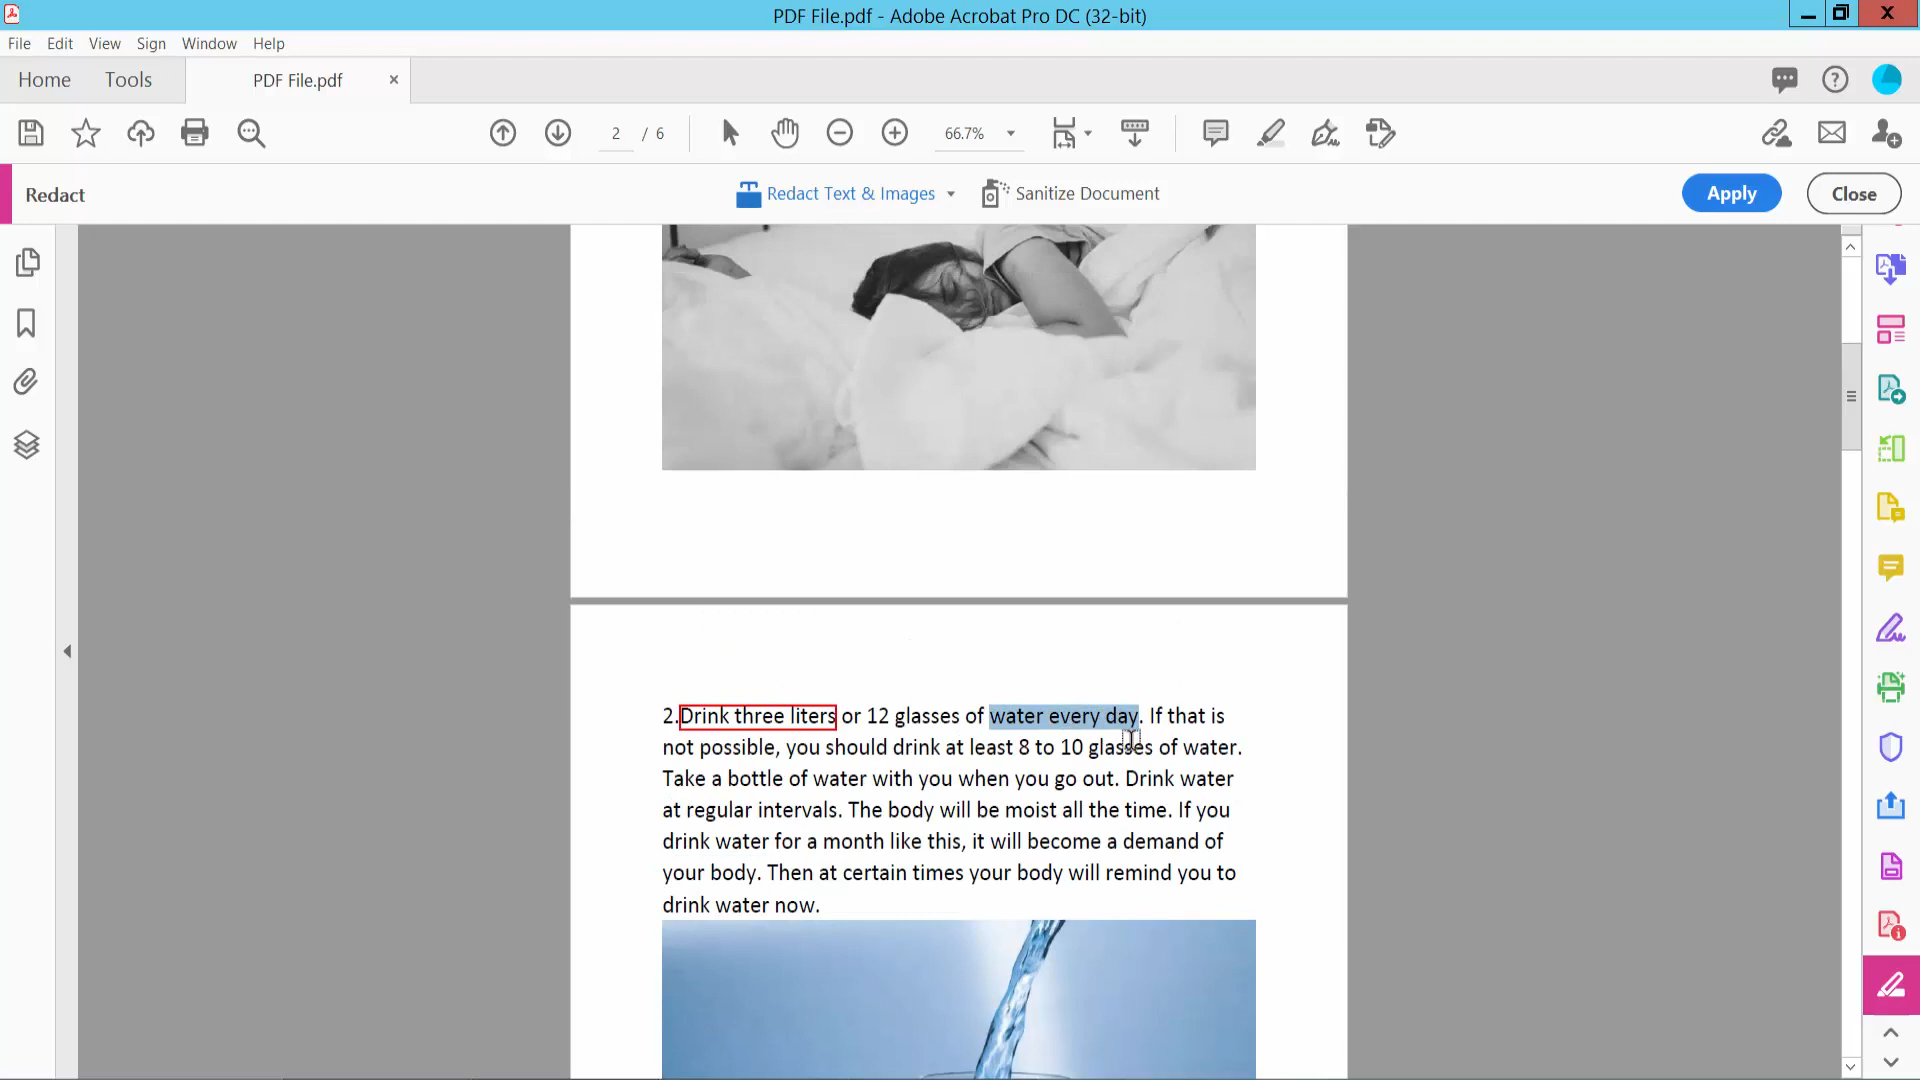 PDF File.pdf - Adobe Acrobat Pro DC (32-bit)
File Edit View Sign Window Help
Home Tools PDF File.pdf
2 / 6 66.7%
Redact Redact Text & Images Sanitize Document Apply Close
2.Drink three liters or 12 glasses of water every day. If that is
not possible, you should drink at least 8 to 10 glasses of water.
Take a bottle of water with you when you go out. Drink water
at regular intervals. The body will be moist all the time. If you
drink water for a month like this, it will become a demand of
your body. Then at certain times your body will remind you to
drink water now.